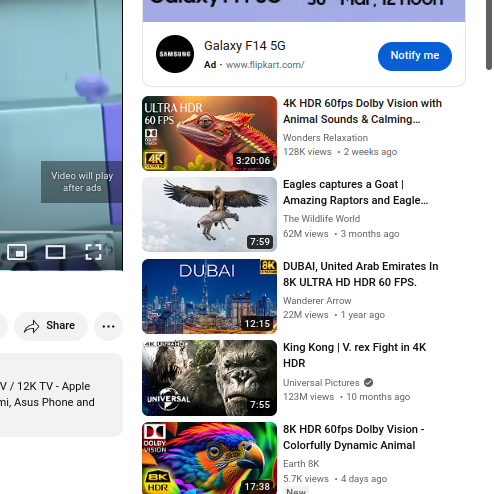 Galaxy F14 5G
30th Mar, 12 noon
SAMSUNG
Galaxy F14 5G
Ad · www.flipkart.com/
Notify me
Video will play
after ads
Share
V / 12K TV - Apple
mi, Asus Phone and
ULTRA HDR
60 FPS
DOLBY
VISION
4K
HDR
3:20:06
4K HDR 60fps Dolby Vision with
Animal Sounds & Calming…
Wonders Relaxation
128K views • 2 weeks ago
7:59
Eagles captures a Goat |
Amazing Raptors and Eagle…
The Wildlife World
62M views • 3 months ago
DUBAI
8K
12:15
DUBAI, United Arab Emirates In
8K ULTRA HD HDR 60 FPS.
Wanderer Arrow
22M views • 1 year ago
4K ULTRAHD
UNIVERSAL
7:55
King Kong | V. rex Fight in 4K
HDR
Universal Pictures
123M views • 10 months ago
DOLBY
VISION
8K
HDR
17:38
8K HDR 60fps Dolby Vision -
Colorfully Dynamic Animal
Earth 8K
5.7K views • 4 days ago
New